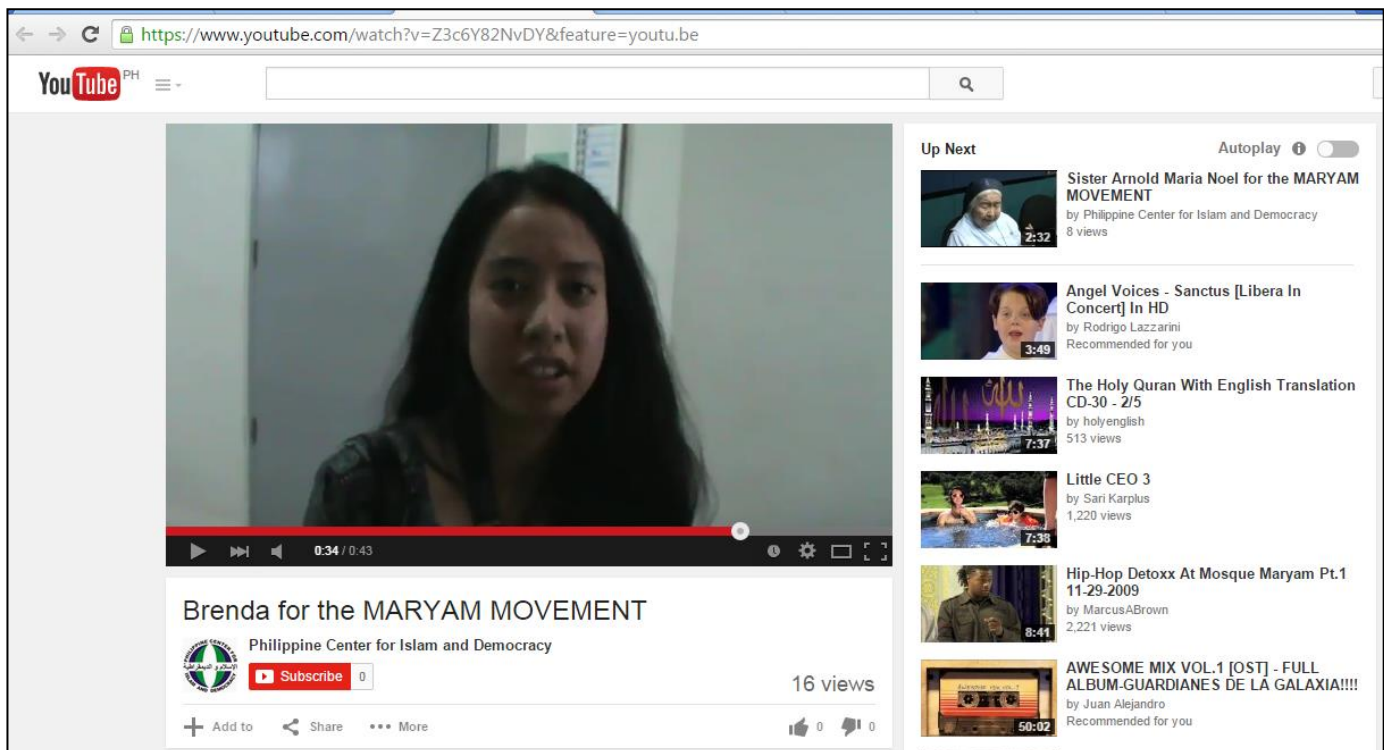 https://www.youtube.com/watch?v=Z3c6Y82NvDY&feature=youtu.be
YouTube PH
0:34 / 0:43
Brenda for the MARYAM MOVEMENT
Philippine Center for Islam and Democracy
Subscribe 0
16 views
Add to Share More 0 0
Up Next Autoplay
Sister Arnold Maria Noel for the MARYAM
MOVEMENT
by Philippine Center for Islam and Democracy
8 views
2:32
Angel Voices - Sanctus [Libera In
Concert] In HD
by Rodrigo Lazzarini
Recommended for you
3:49
The Holy Quran With English Translation
CD-30 - 2/5
by holyenglish
513 views
7:37
Little CEO 3
by Sari Karplus
1,220 views
7:38
Hip-Hop Detoxx At Mosque Maryam Pt.1
11-29-2009
by MarcusABrown
2,221 views
8:41
AWESOME MIX VOL.1 [OST] - FULL
ALBUM-GUARDIANES DE LA GALAXIA!!!!
by Juan Alejandro
Recommended for you
50:02